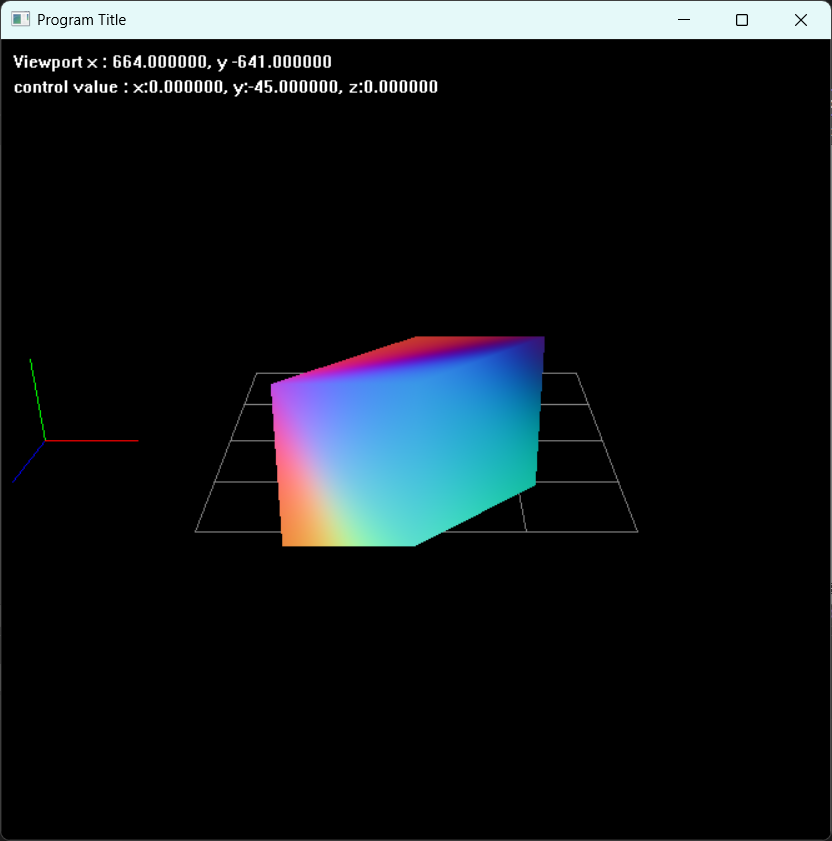 Program Title
Viewport x : 664.000000, y -641.000000
control value : x:0.000000, y:-45.000000, z:0.000000